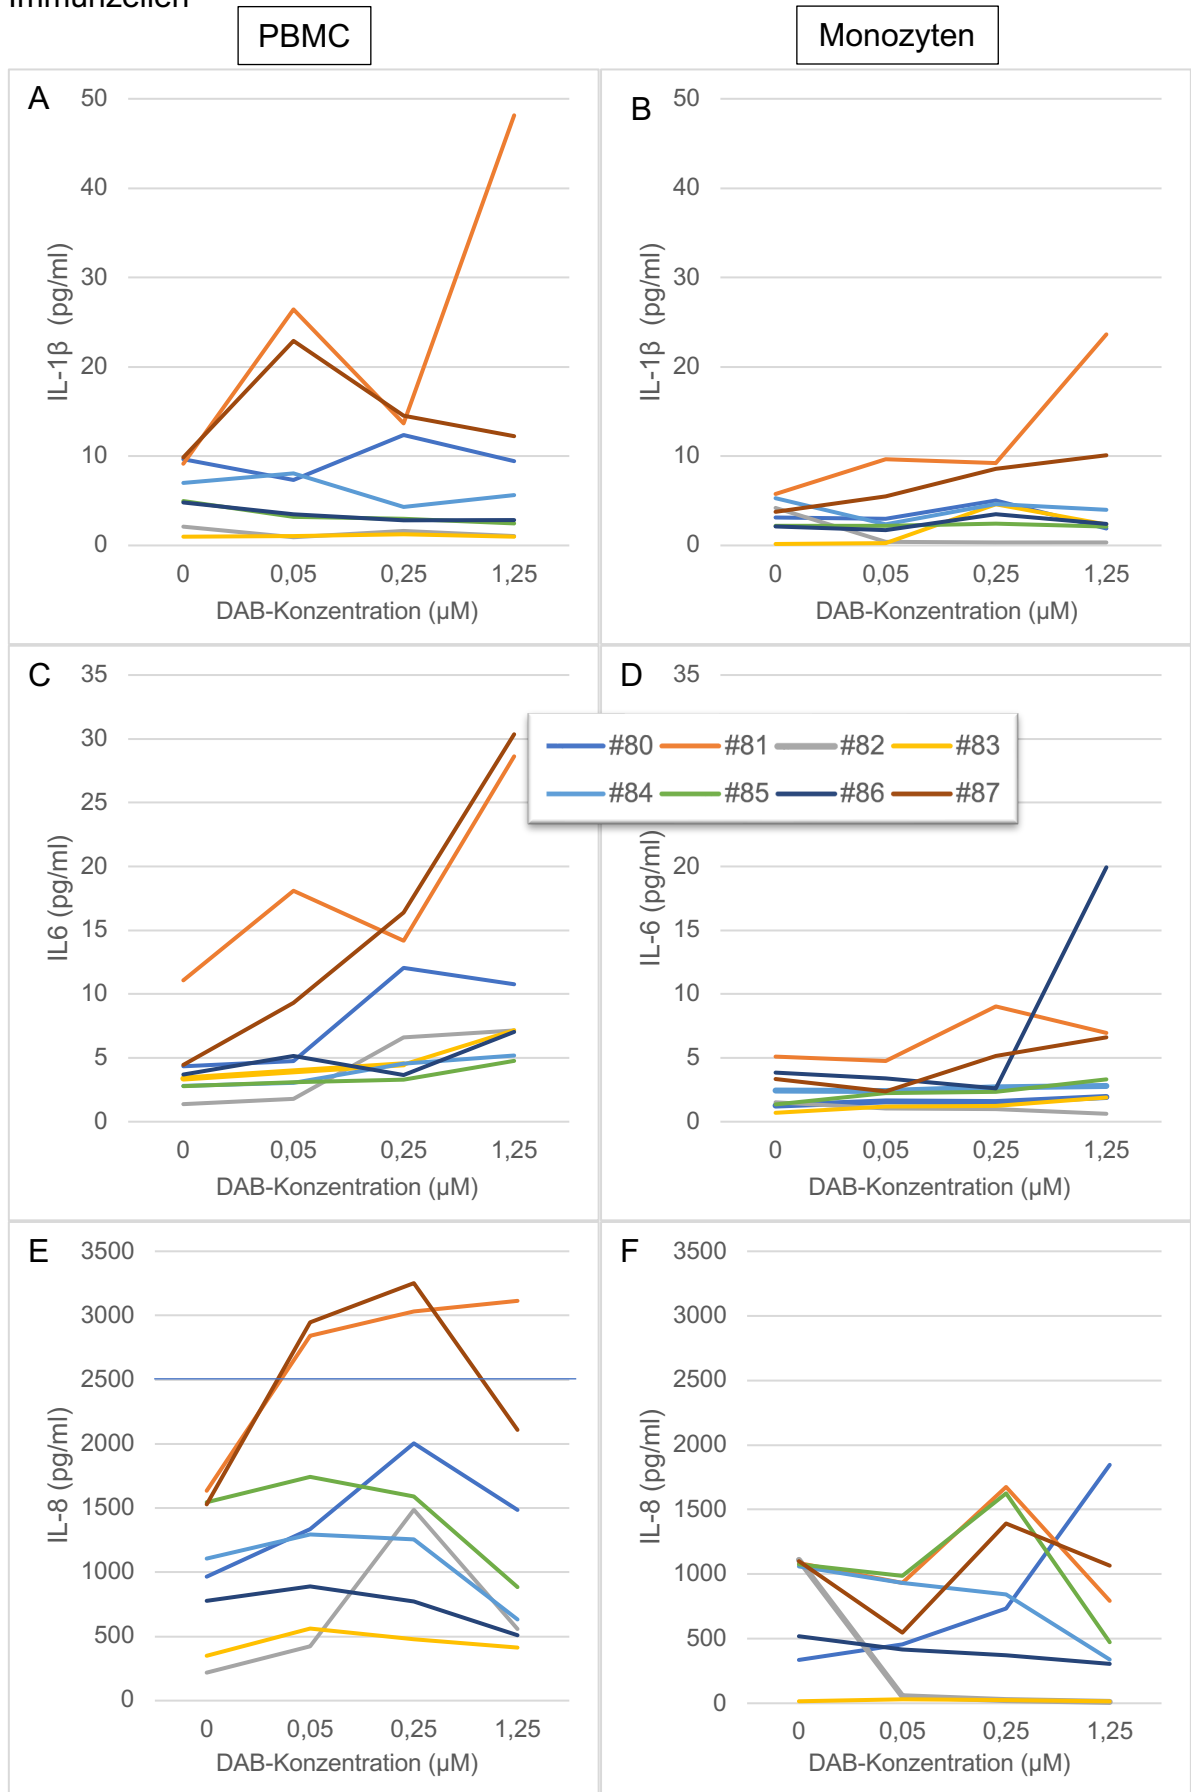 Immunzellen
PBMC
Monozyten
A
50
40
30
20
10
0
IL-1β (pg/ml)
0 0,05 0,25 1,25
DAB-Konzentration (µM)
B
50
40
30
20
10
0
IL-1β (pg/ml)
0 0,05 0,25 1,25
DAB-Konzentration (µM)
C
35
30
25
20
15
10
5
0
IL6 (pg/ml)
0 0,05 0,25 1,25
DAB-Konzentration (µM)
D
35
#80 #81 #82 #83
#84 #85 #86 #87
20
15
10
5
0
IL-6 (pg/ml)
0 0,05 0,25 1,25
DAB-Konzentration (µM)
E
3500
3000
2500
2000
1500
1000
500
0
IL-8 (pg/ml)
0 0,05 0,25 1,25
DAB-Konzentration (µM)
F
3500
3000
2500
2000
1500
1000
500
0
IL-8 (pg/ml)
0 0,05 0,25 1,25
DAB-Konzentration (µM)